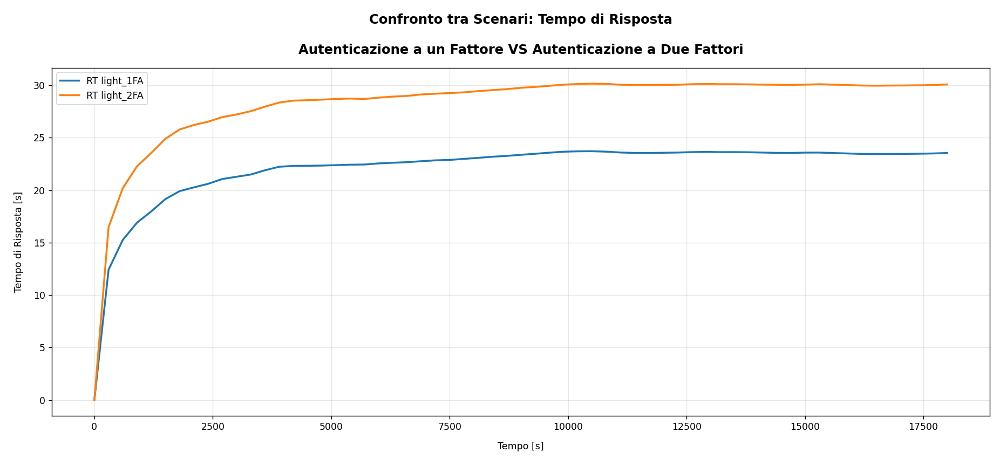 Confronto tra Scenari: Tempo di Risposta
Autenticazione a un Fattore VS Autenticazione a Due Fattori
RT light_1FA
RT light_2FA
30
25
20
15
10
5
0
Tempo di Risposta [s]
0 2500 5000 7500 10000 12500 15000 17500
Tempo [s]